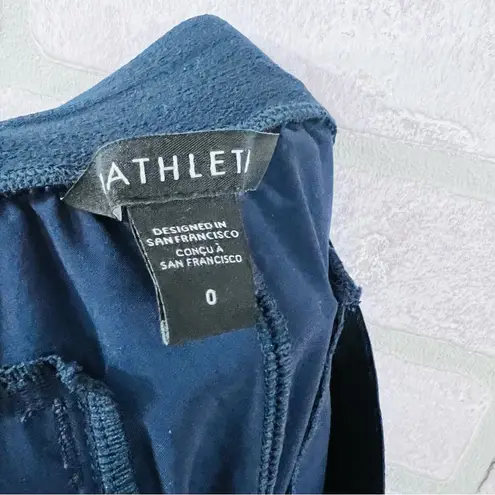 ATHLETA
DESIGNED IN
SAN FRANCISCO
CONÇU À
SAN FRANCISCO
0